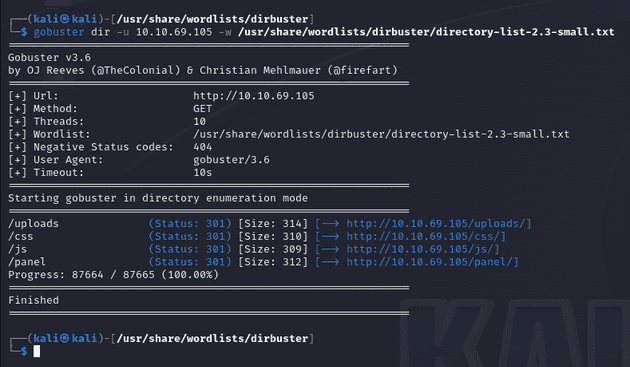 ┌──(kali㉿kali)-[/usr/share/wordlists/dirbuster]
└─$ gobuster dir -u 10.10.69.105 -w /usr/share/wordlists/dirbuster/directory-list-2.3-small.txt
===============================================================
Gobuster v3.6
by OJ Reeves (@TheColonial) & Christian Mehlmauer (@firefart)
===============================================================
[+] Url:                     http://10.10.69.105
[+] Method:                  GET
[+] Threads:                 10
[+] Wordlist:                /usr/share/wordlists/dirbuster/directory-list-2.3-small.txt
[+] Negative Status codes:   404
[+] User Agent:              gobuster/3.6
[+] Timeout:                 10s
===============================================================
Starting gobuster in directory enumeration mode
===============================================================
/uploads              (Status: 301) [Size: 314] [--> http://10.10.69.105/uploads/]
/css                  (Status: 301) [Size: 310] [--> http://10.10.69.105/css/]
/js                   (Status: 301) [Size: 309] [--> http://10.10.69.105/js/]
/panel                (Status: 301) [Size: 312] [--> http://10.10.69.105/panel/]
Progress: 87664 / 87665 (100.00%)
===============================================================
Finished
===============================================================
┌──(kali㉿kali)-[/usr/share/wordlists/dirbuster]
└─$
KAL